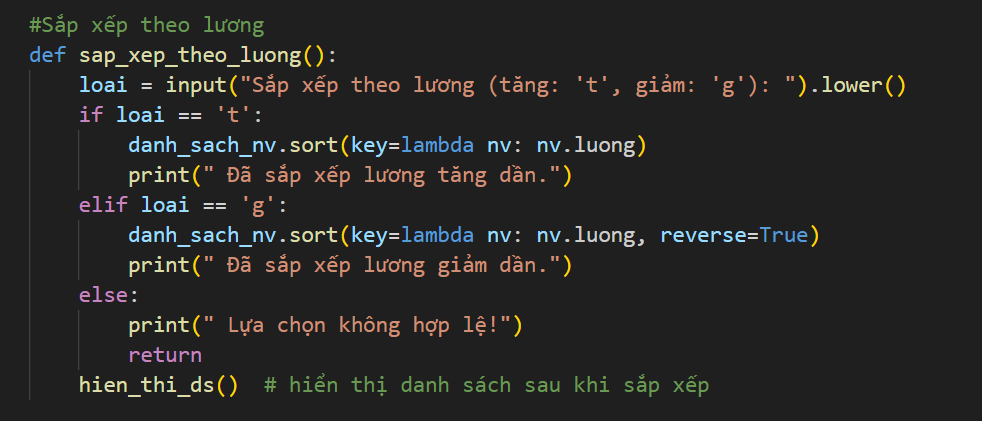 #Sắp xếp theo lương
def sap_xep_theo_luong():
    loai = input("Sắp xếp theo lương (tăng: 't', giảm: 'g'): ").lower()
    if loai == 't':
        danh_sach_nv.sort(key=lambda nv: nv.luong)
        print(" Đã sắp xếp lương tăng dần.")
    elif loai == 'g':
        danh_sach_nv.sort(key=lambda nv: nv.luong, reverse=True)
        print(" Đã sắp xếp lương giảm dần.")
    else:
        print(" Lựa chọn không hợp lệ!")
        return
    hien_thi_ds()  # hiển thị danh sách sau khi sắp xếp